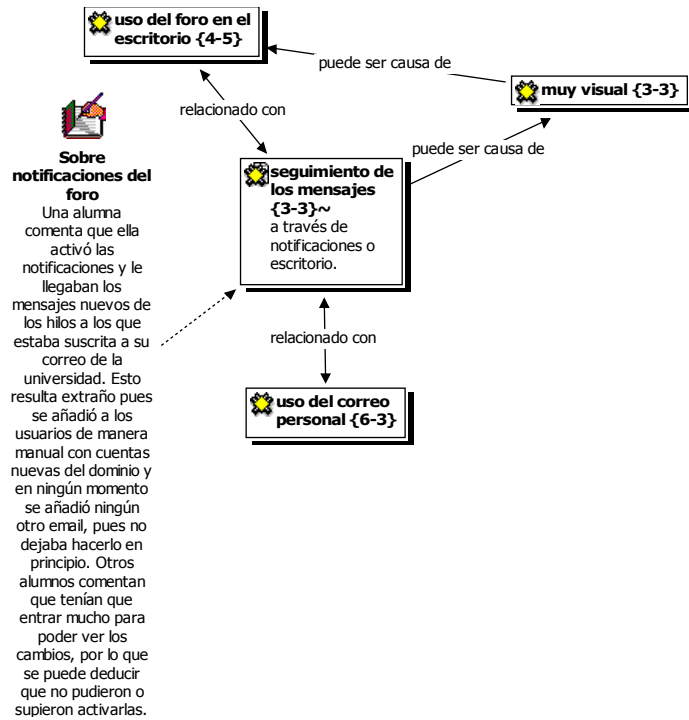 uso del foro en el
escritorio {4-5}
puede ser causa de
muy visual {3-3}
relacionado con
puede ser causa de
seguimiento de
los mensajes
{3-3}~
a través de
notificaciones o
escritorio.
relacionado con
uso del correo
personal {6-3}
Sobre
notificaciones del
foro
Una alumna
comenta que ella
activó las
notificaciones y le
llegaban los
mensajes nuevos de
los hilos a los que
estaba suscrita a su
correo de la
universidad. Esto
resulta extraño pues
se añadió a los
usuarios de manera
manual con cuentas
nuevas del dominio y
en ningún momento
se añadió ningún
otro email, pues no
dejaba hacerlo en
principio. Otros
alumnos comentan
que tenían que
entrar mucho para
poder ver los
cambios, por lo que
se puede deducir
que no pudieron o
supieron activarlas.